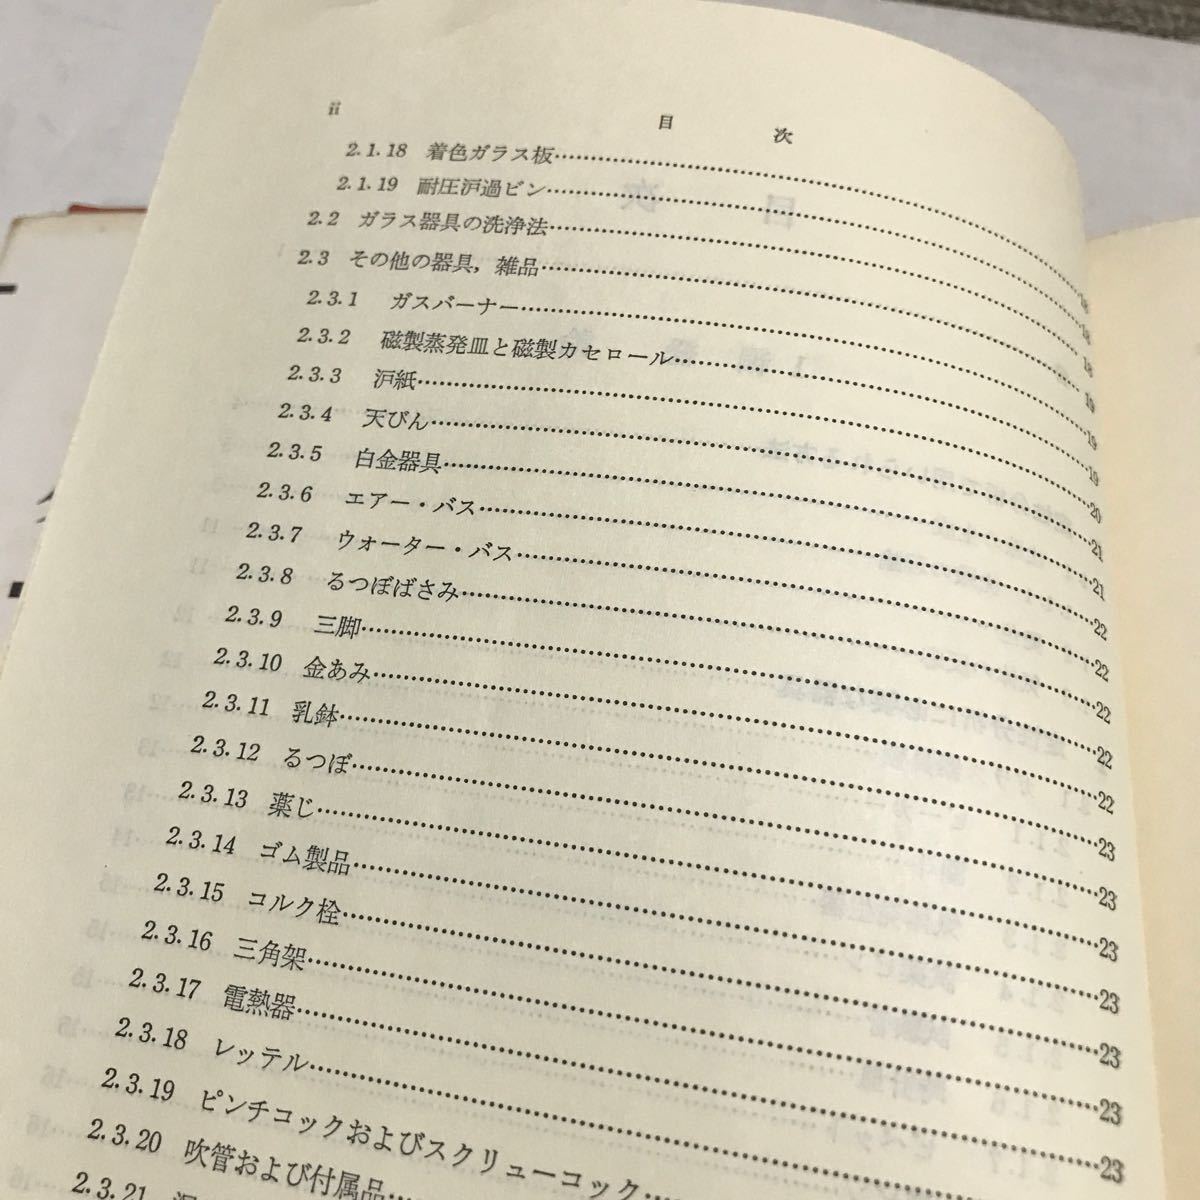 ii
目　次
2.1.18 着色ガラス板……18
2.1.19 耐圧沪過ビン……18
2.2 ガラス器具の洗浄法……18
2.3 その他の器具，雑品……19
2.3.1 ガスバーナー……19
2.3.2 磁製蒸発皿と磁製カセロール……19
2.3.3 沪紙……20
2.3.4 天びん……21
2.3.5 白金器具……21
2.3.6 エアー・バス……22
2.3.7 ウォーター・バス……22
2.3.8 るつぼばさみ……22
2.3.9 三脚……22
2.3.10 金あみ……22
2.3.11 乳鉢……23
2.3.12 るつぼ……23
2.3.13 薬じ……23
2.3.14 ゴム製品……23
2.3.15 コルク栓……23
2.3.16 三角架……23
2.3.17 電熱器……23
2.3.18 レッテル……
2.3.19 ピンチコックおよびスクリューコック……
2.3.20 吹管および付属品……
2.3.21